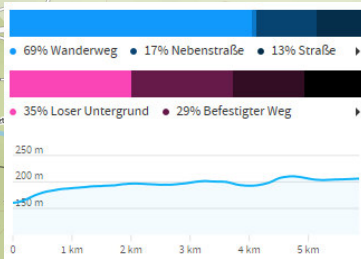 69% Wanderweg 17% Nebenstraße 13% Straße
35% Loser Untergrund 29% Befestigter Weg
250 m
200 m
150 m
0 1 km 2 km 3 km 4 km 5 km